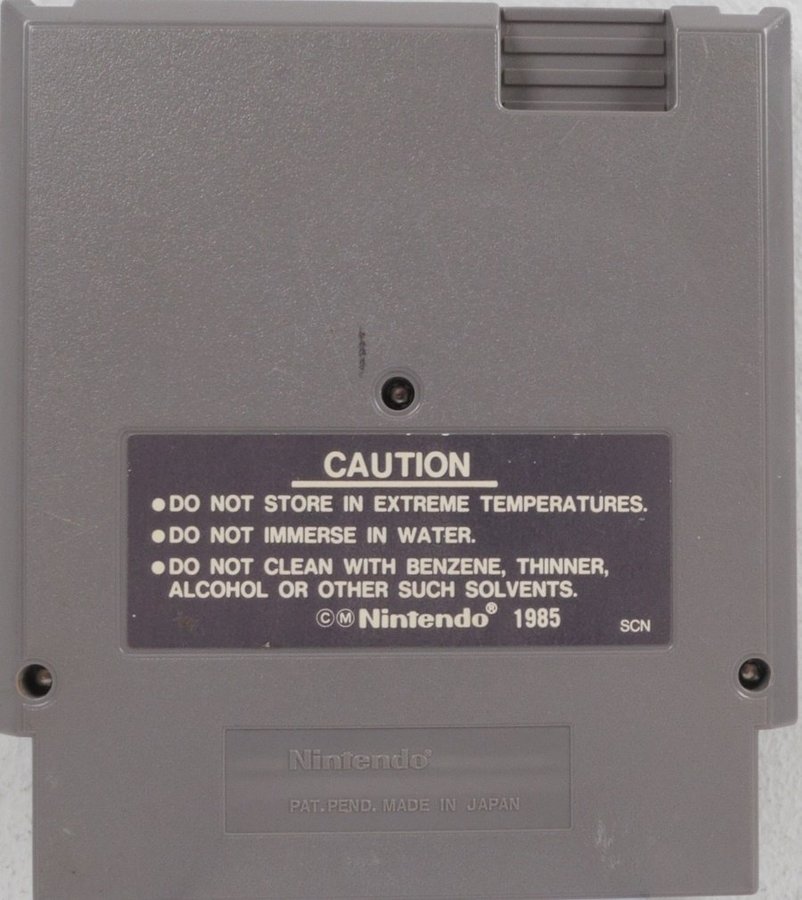 CAUTION
●DO NOT STORE IN EXTREME TEMPERATURES.
●DO NOT IMMERSE IN WATER.
●DO NOT CLEAN WITH BENZENE, THINNER,
ALCOHOL OR OTHER SUCH SOLVENTS.
ⒸⓂ Nintendo® 1985
SCN
Nintendo®
PAT.PEND. MADE IN JAPAN